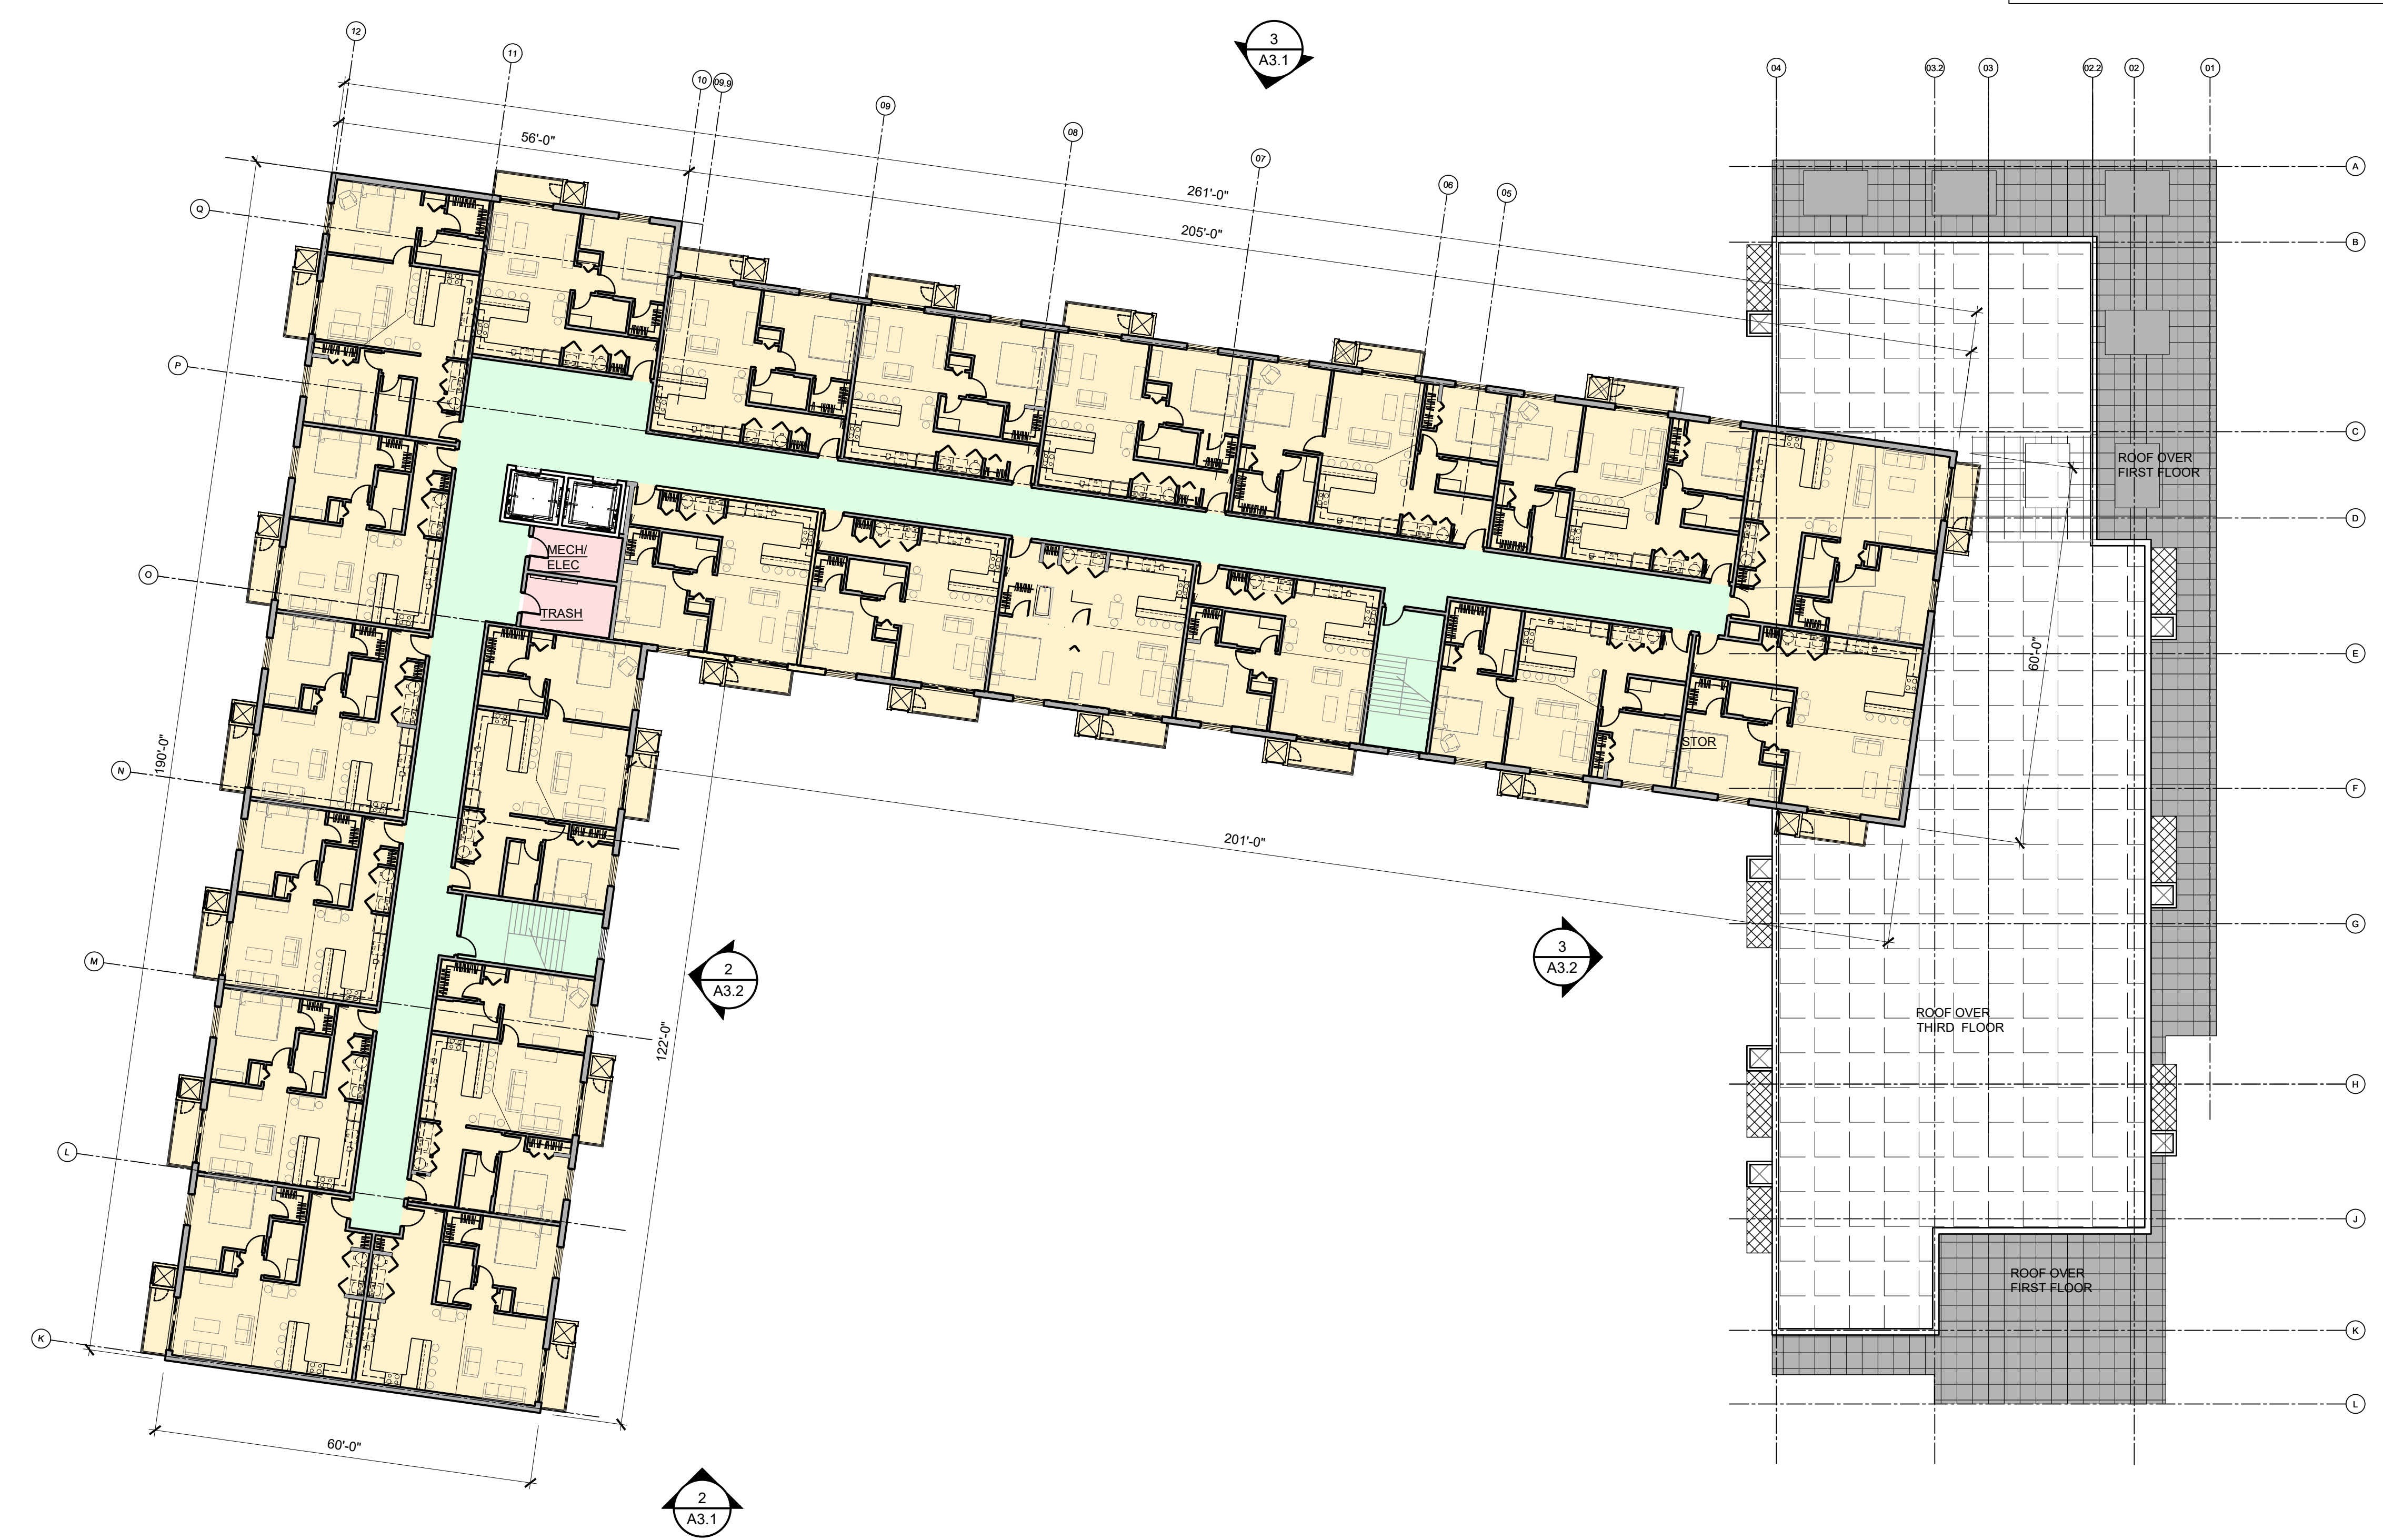 12
11
10
09.9
09
08
07
06
05
04
03.2
03
02.2
02
01
3
A3.1
56'-0"
261'-0"
205'-0"
A
B
C
D
E
F
G
H
J
K
L
Q
P
O
N
M
L
K
MECH/
ELEC
TRASH
STOR
ROOF OVER
FIRST FLOOR
60'-0"
190'-0"
201'-0"
122'-0"
2
A3.2
3
A3.2
ROOF OVER
THIRD FLOOR
ROOF OVER
FIRST FLOOR
60'-0"
2
A3.1